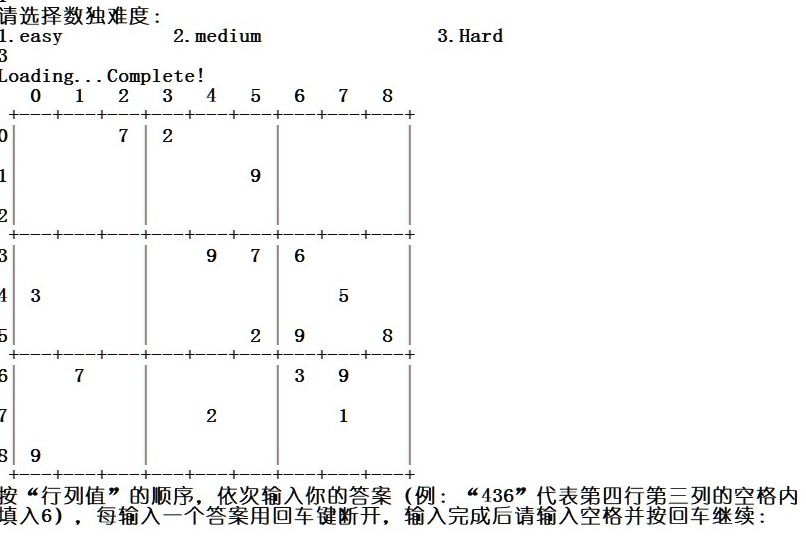 请选择数独难度:
1.easy 2.medium 3.Hard
3
Loading...Complete!
0 1 2 3 4 5 6 7 8
+---+---+---+---+---+---+---+---+---+
0| 7 | 2 | |
1| | 9 | |
2| | | |
+---+---+---+---+---+---+---+---+---+
3| | 9 7 | 6 |
4| 3 | | 5 |
5| | 2 | 9 8 |
+---+---+---+---+---+---+---+---+---+
6| 7 | | 3 9 |
7| | 2 | 1 |
8| 9 | | |
+---+---+---+---+---+---+---+---+---+
按“行列值”的顺序，依次输入你的答案（例：“436”代表第四行第三列的空格内
填入6），每输入一个答案用回车键断开，输入完成后请输入空格并按回车继续: